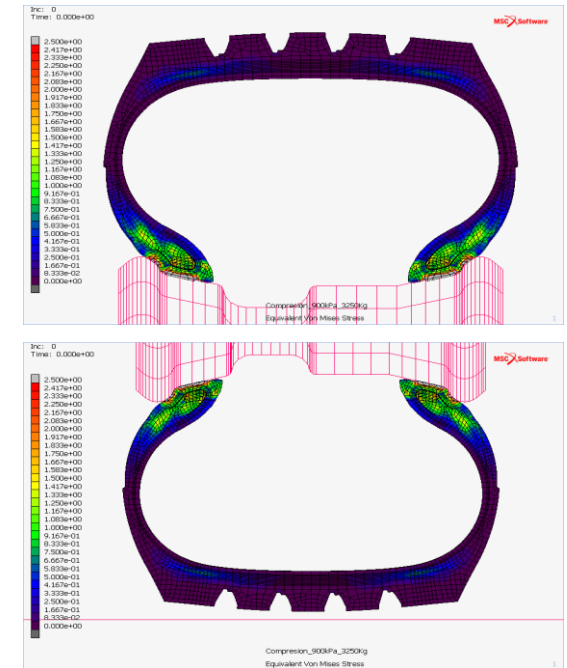 Inc: 0
Time: 0.000e+00
MSC Software
2.500e+00
2.417e+00
2.333e+00
2.250e+00
2.167e+00
2.083e+00
2.000e+00
1.917e+00
1.833e+00
1.750e+00
1.667e+00
1.583e+00
1.500e+00
1.417e+00
1.333e+00
1.250e+00
1.167e+00
1.083e+00
1.000e+00
9.167e-01
8.333e-01
7.500e-01
6.667e-01
5.833e-01
5.000e-01
4.167e-01
3.333e-01
2.500e-01
1.667e-01
8.333e-02
0.000e+00
Compresion_900kPa_3250Kg
Equivalent Von Mises Stress
1
Inc: 0
Time: 0.000e+00
MSC Software
2.500e+00
2.417e+00
2.333e+00
2.250e+00
2.167e+00
2.083e+00
2.000e+00
1.917e+00
1.833e+00
1.750e+00
1.667e+00
1.583e+00
1.500e+00
1.417e+00
1.333e+00
1.250e+00
1.167e+00
1.083e+00
1.000e+00
9.167e-01
8.333e-01
7.500e-01
6.667e-01
5.833e-01
5.000e-01
4.167e-01
3.333e-01
2.500e-01
1.667e-01
8.333e-02
0.000e+00
Compresion_900kPa_3250Kg
Equivalent Von Mises Stress
1